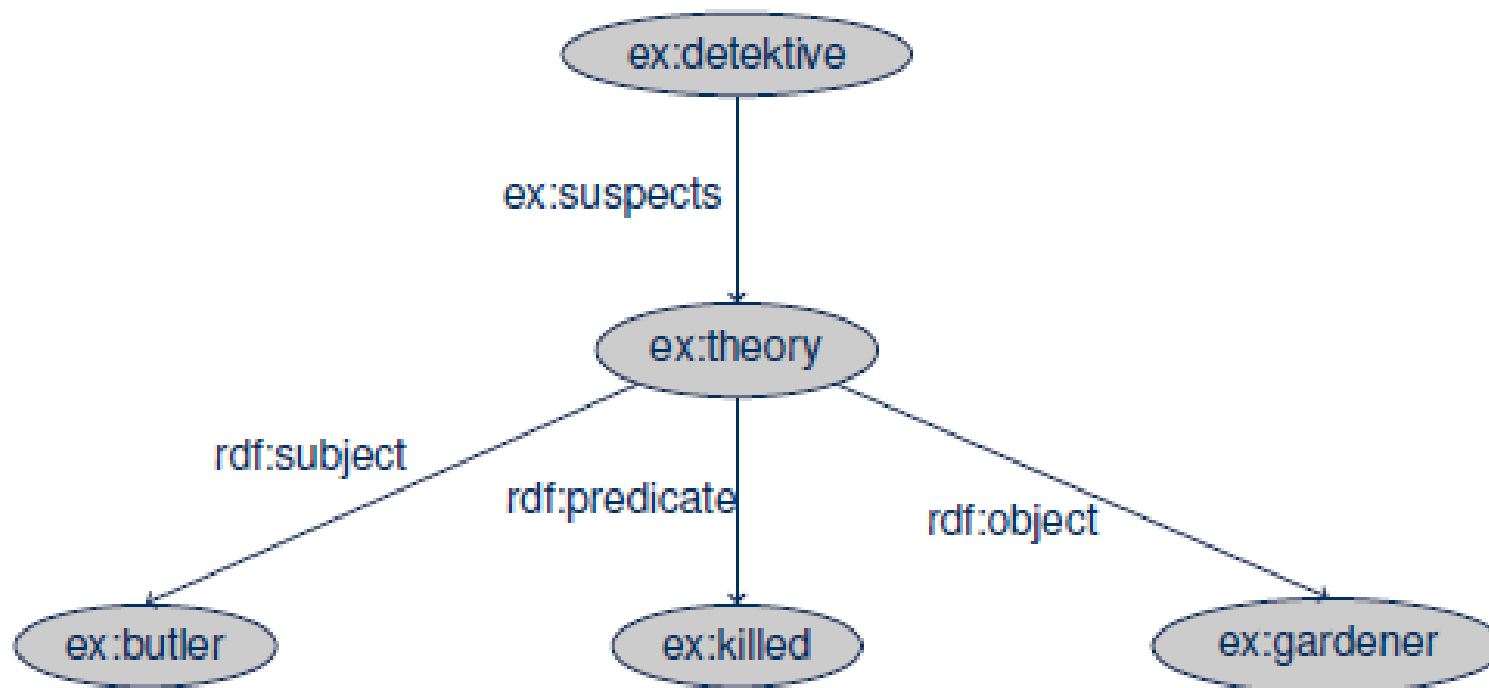 ex:detektive
ex:suspects
ex:theory
rdf:subject
rdf:predicate
rdf:object
ex:butler
ex:killed
ex:gardener